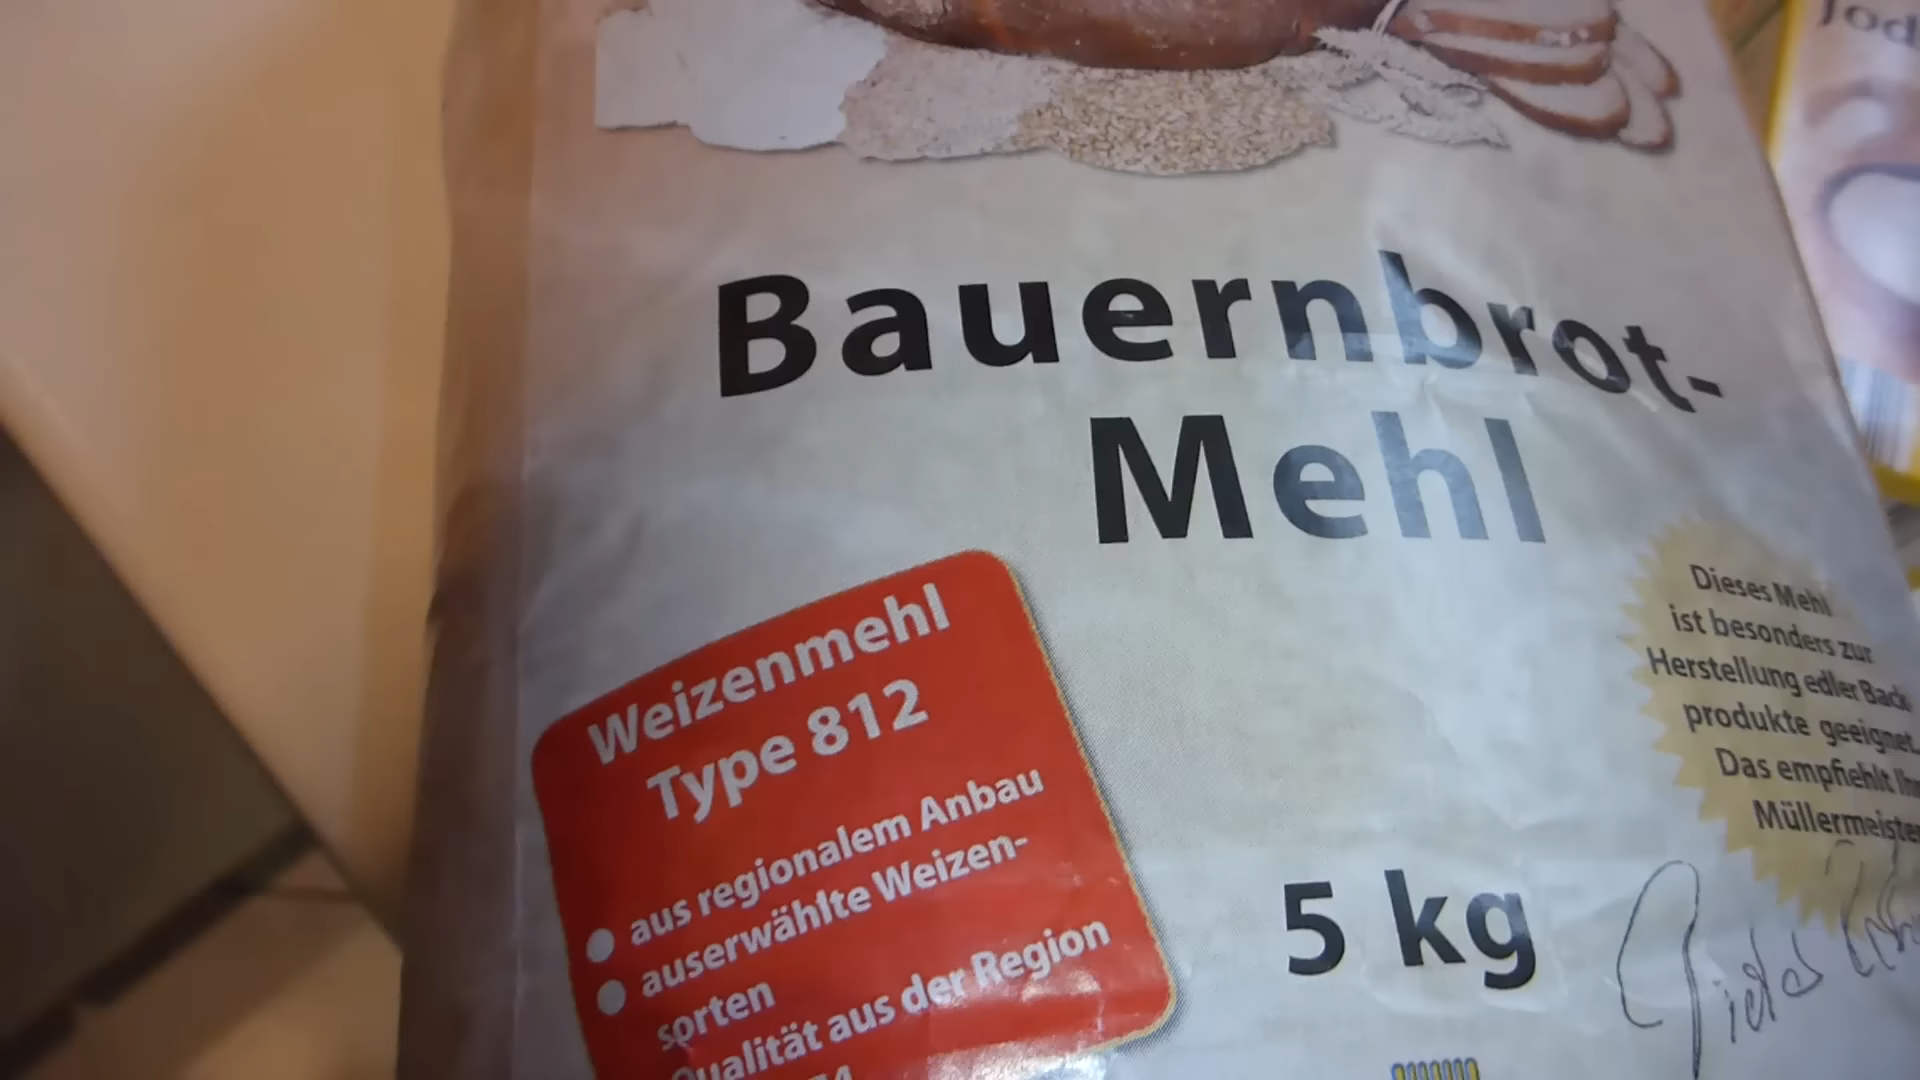 Jod
Bauernbrot-
Mehl
Weizenmehl
Type 812
aus regionalem Anbau
auserwählte Weizen-
sorten
Qualität aus der Region
5 kg
Dieses Mehl
ist besonders zur
Herstellung edler Back
produkte geeignet.
Das empfiehlt Ihr
Müllermeister